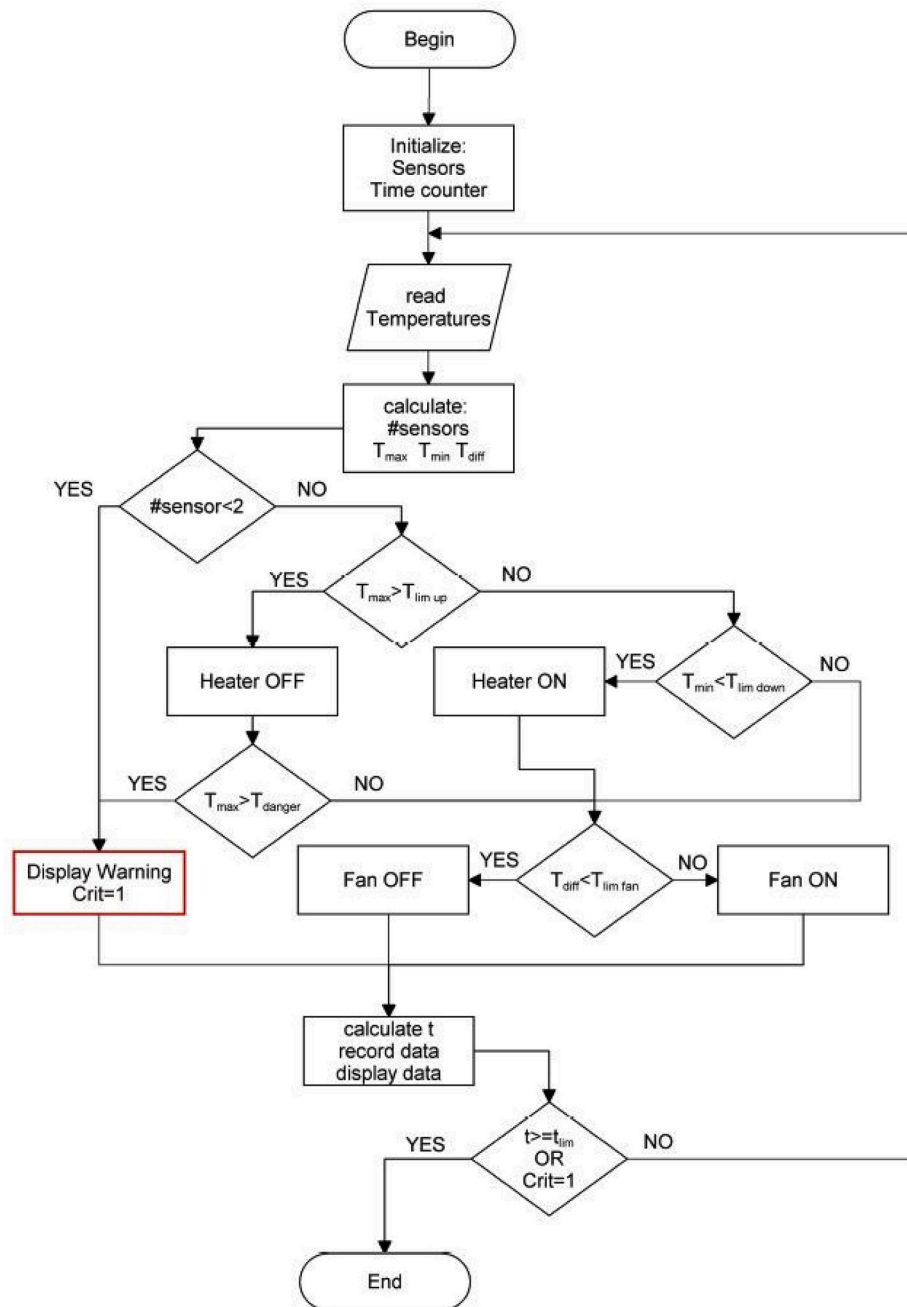 Begin
Initialize:
Sensors
Time counter
read
Temperatures
calculate:
#sensors
Tmax Tmin Tdiff
YES
#sensor<2
NO
YES
Tmax>Tlim up
NO
Heater OFF
Heater ON
YES
Tmin<Tlim down
NO
YES
Tmax>Tdanger
NO
Display Warning
Crit=1
Fan OFF
YES
Tdiff<Tlim fan
NO
Fan ON
calculate t
record data
display data
YES
t>=tlim
OR
Crit=1
NO
End